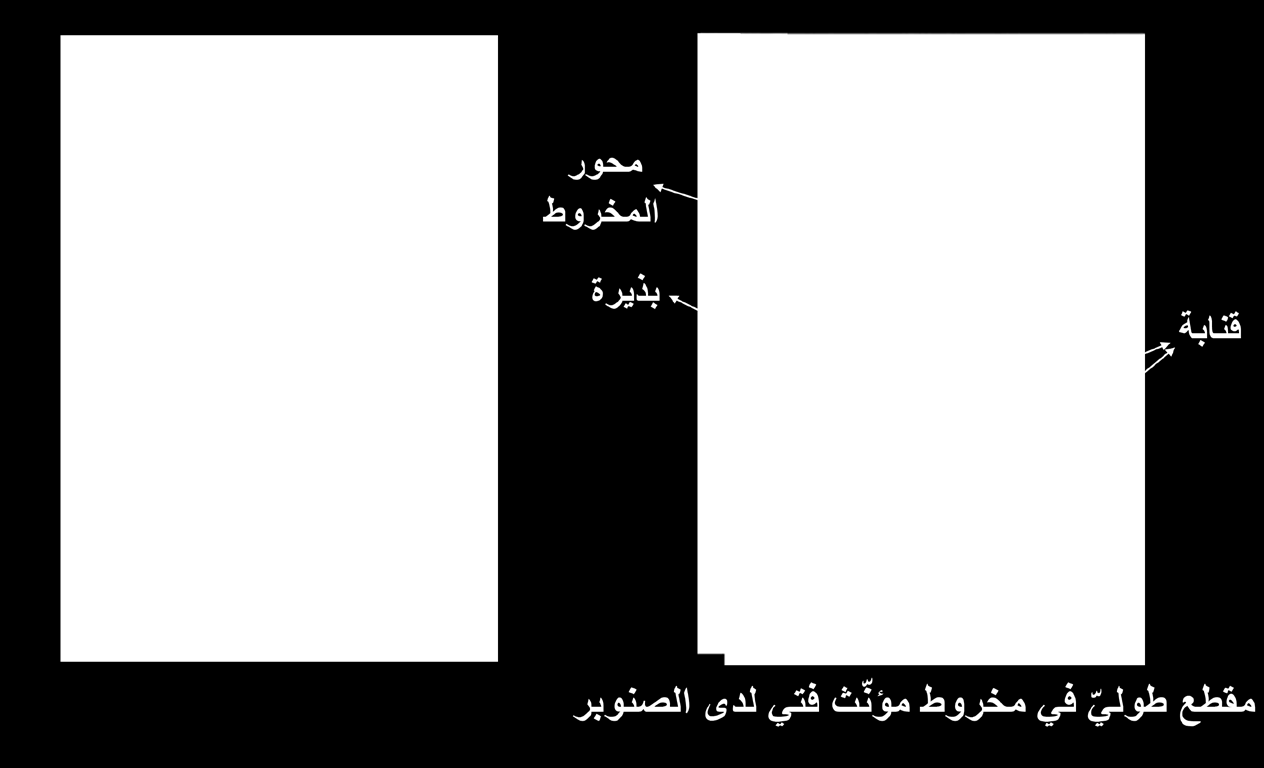 محور
المخروط
بذيرة
قنابة
مقطع طوليّ في مخروط مؤنّث فتي لدى الصنوبر